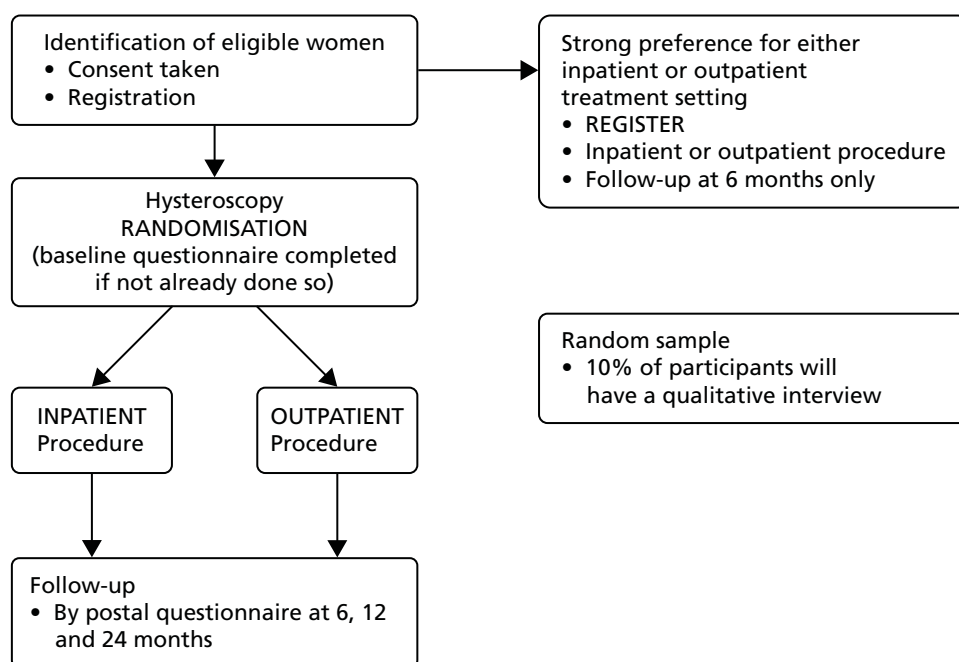 Identification of eligible women
• Consent taken
• Registration
Strong preference for either
inpatient or outpatient
treatment setting
• REGISTER
• Inpatient or outpatient procedure
• Follow-up at 6 months only
Hysteroscopy
RANDOMISATION
(baseline questionnaire completed
if not already done so)
Random sample
• 10% of participants will
have a qualitative interview
INPATIENT
Procedure
OUTPATIENT
Procedure
Follow-up
• By postal questionnaire at 6, 12
and 24 months